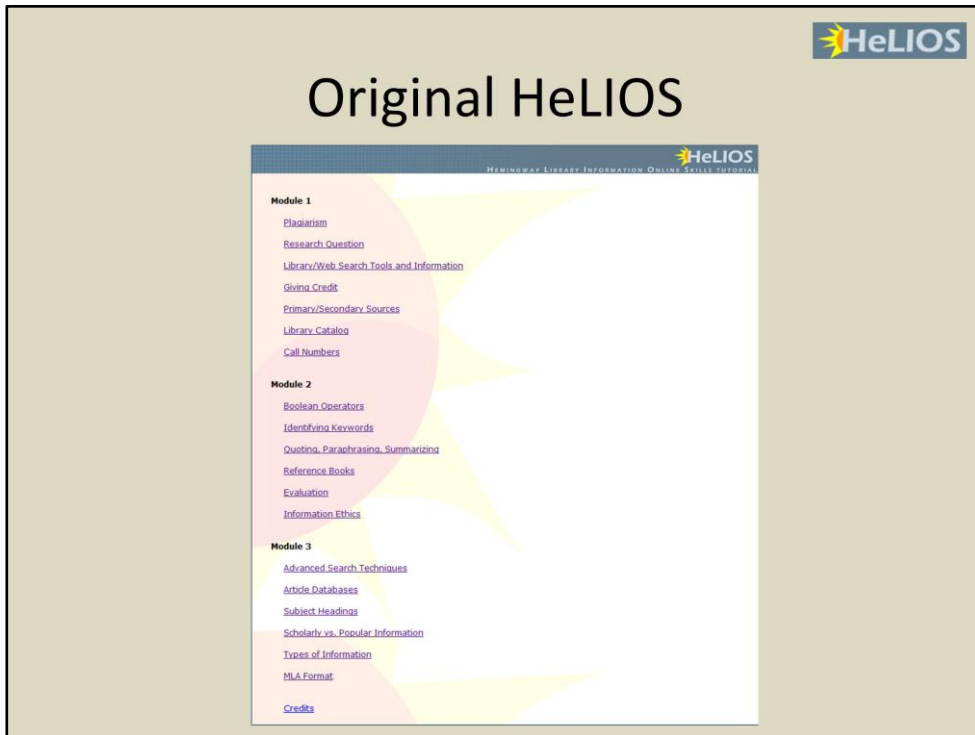 HeLIOS
Original HeLIOS
HeLIOS
Hemingway Library Information Online Skills tutorial
Module 1
Plagiarism
Research Question
Library/Web Search Tools and Information
Giving Credit
Primary/Secondary Sources
Library Catalog
Call Numbers
Module 2
Boolean Operators
Identifying Keywords
Quoting, Paraphrasing, Summarizing
Reference Books
Evaluation
Information Ethics
Module 3
Advanced Search Techniques
Article Databases
Subject Headings
Scholarly vs. Popular Information
Types of Information
MLA Format
Credits